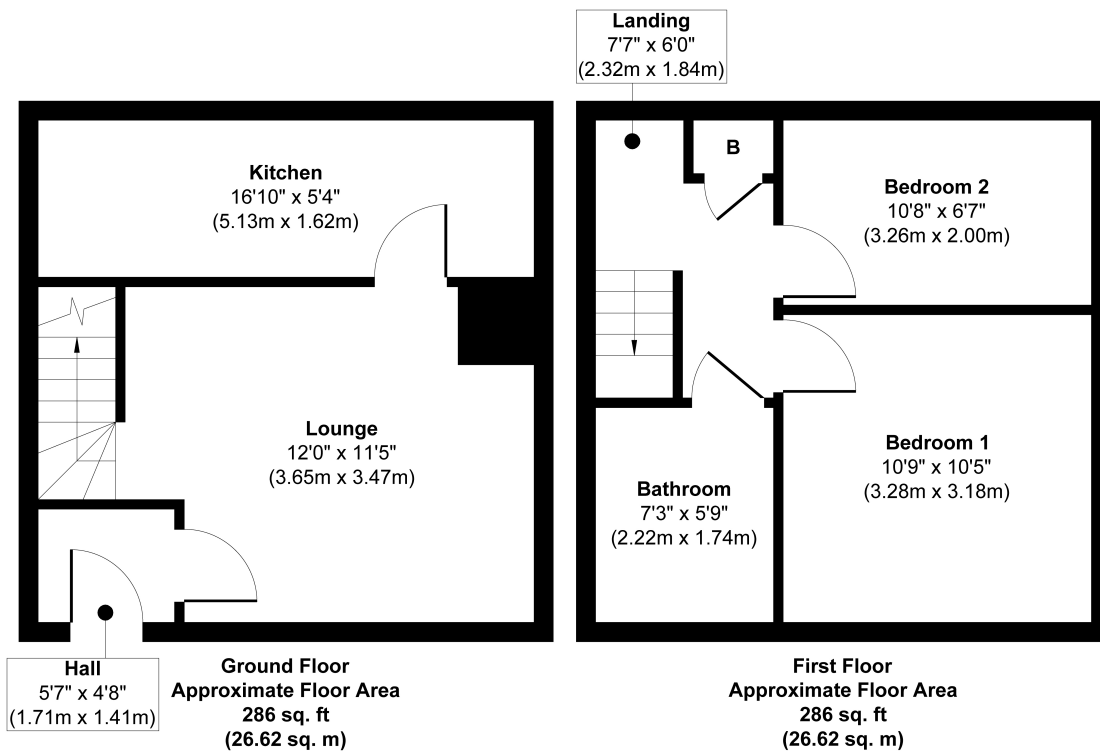 Landing
7'7" x 6'0"
(2.32m x 1.84m)
Kitchen
16'10" x 5'4"
(5.13m x 1.62m)
B
Bedroom 2
10'8" x 6'7"
(3.26m x 2.00m)
Lounge
12'0" x 11'5"
(3.65m x 3.47m)
Bedroom 1
10'9" x 10'5"
(3.28m x 3.18m)
Bathroom
7'3" x 5'9"
(2.22m x 1.74m)
Hall
5'7" x 4'8"
(1.71m x 1.41m)
Ground Floor
Approximate Floor Area
286 sq. ft
(26.62 sq. m)
First Floor
Approximate Floor Area
286 sq. ft
(26.62 sq. m)